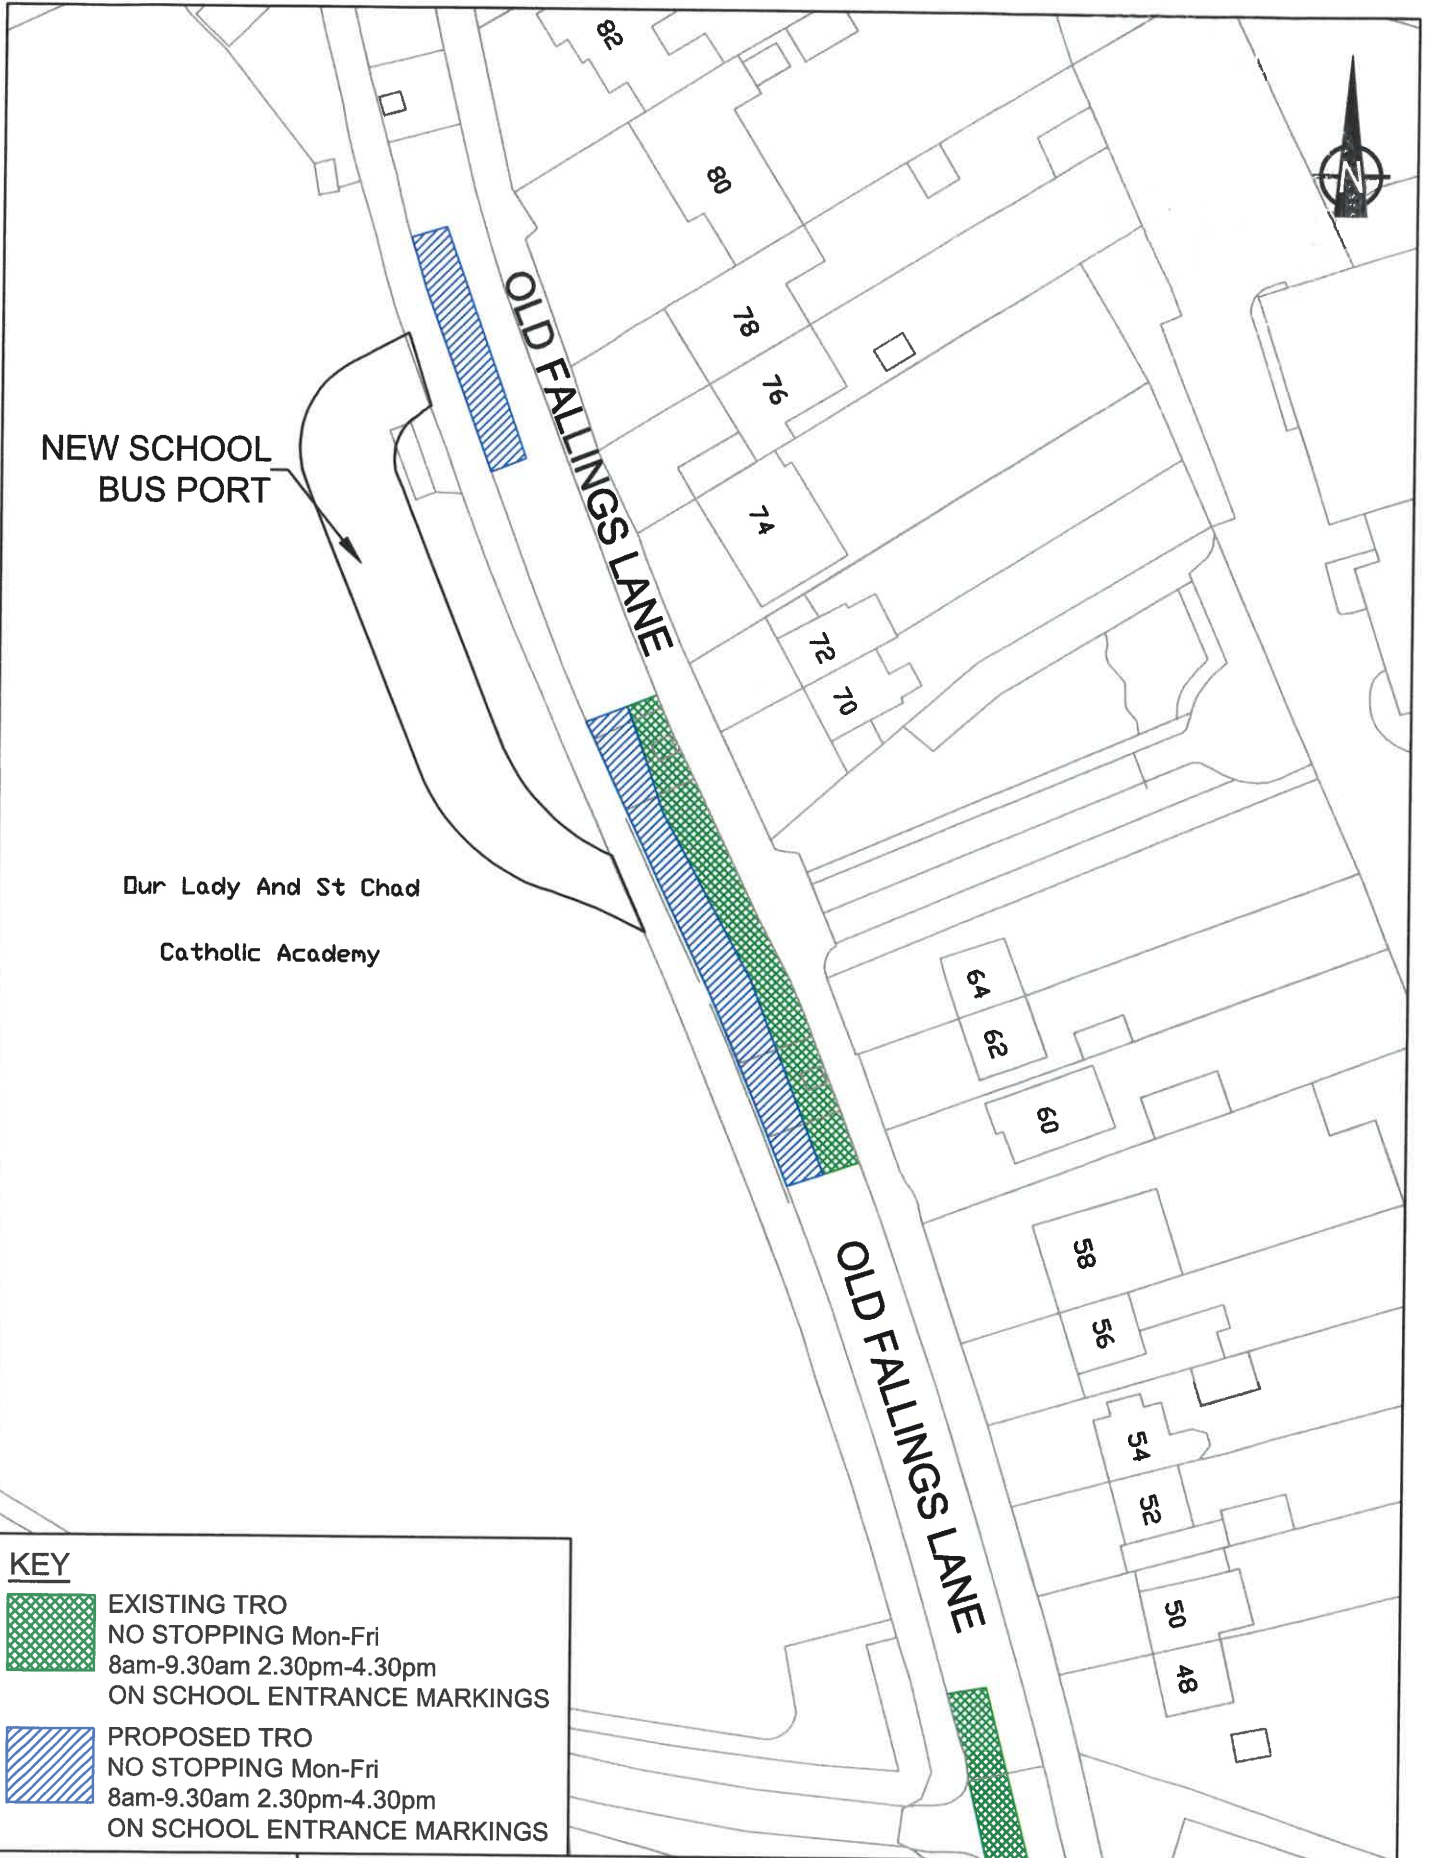 82
80
N
OLD FALLINGS LANE
78
76
NEW SCHOOL
BUS PORT
74
72
70
Our Lady And St Chad
Catholic Academy
64
62
60
OLD FALLINGS LANE
58
56
54
52
50
48
KEY
EXISTING TRO
NO STOPPING Mon-Fri
8am-9.30am 2.30pm-4.30pm
ON SCHOOL ENTRANCE MARKINGS
PROPOSED TRO
NO STOPPING Mon-Fri
8am-9.30am 2.30pm-4.30pm
ON SCHOOL ENTRANCE MARKINGS